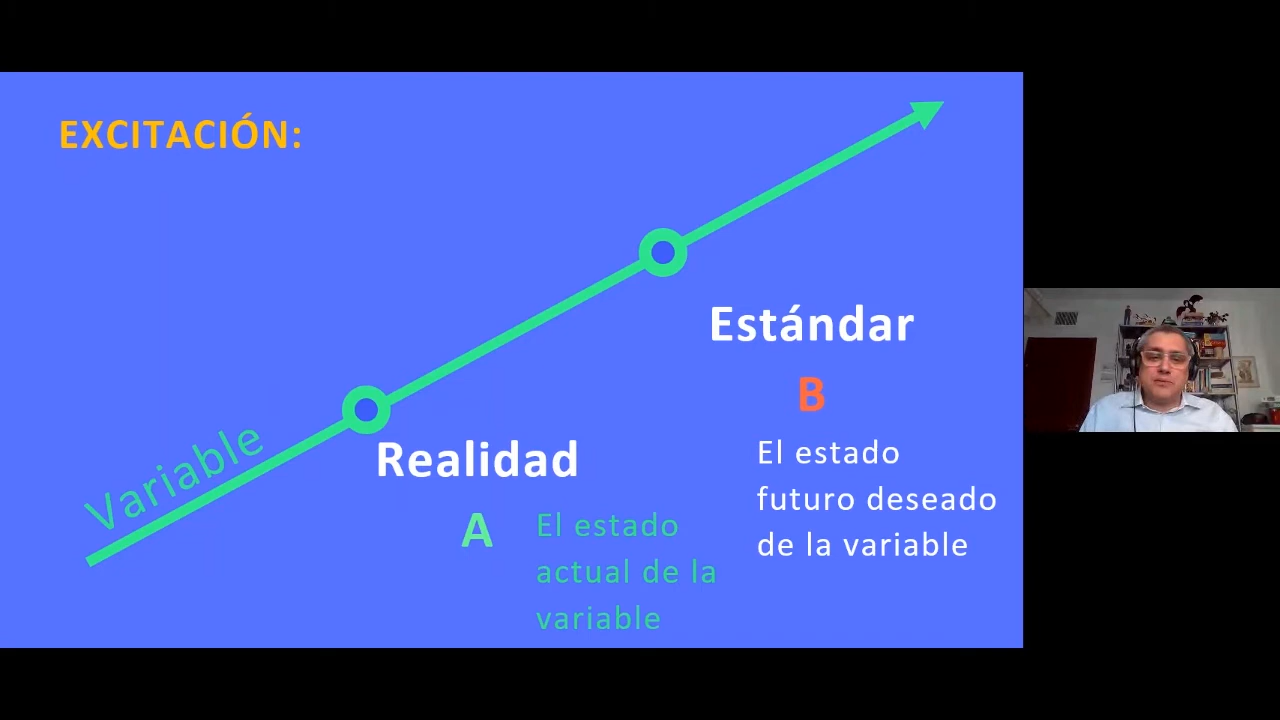 EXCITACIÓN:
Variable
Realidad
A
El estado
actual de la
variable
Estándar
B
El estado
futuro deseado
de la variable